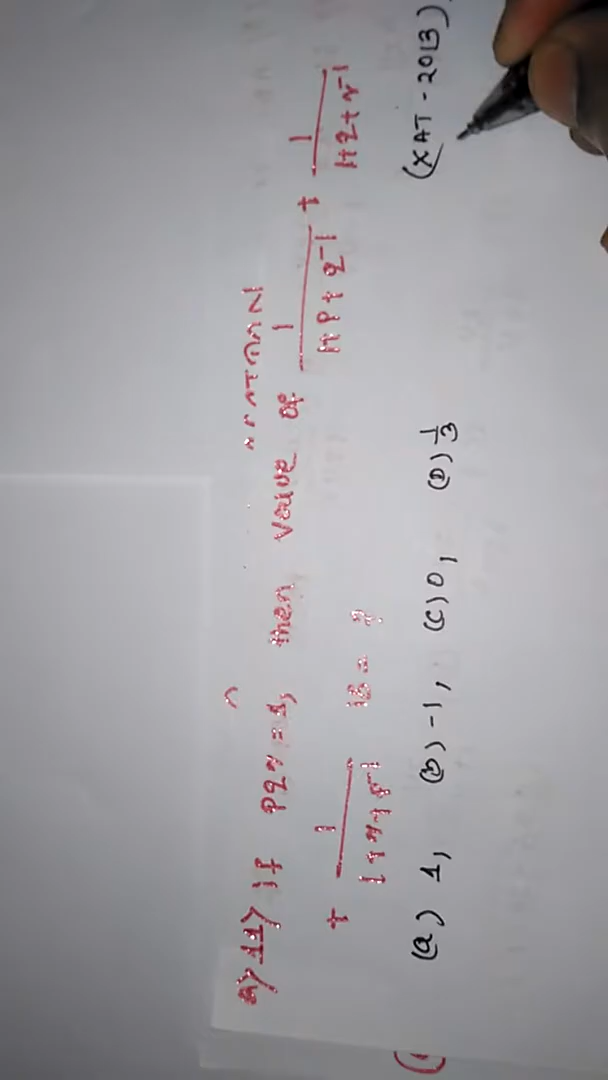 Q/II/ if pqr=1, then value of 1/(1+p+q⁻¹) + 1/(1+q+r⁻¹)
+ 1/(1+r+p⁻¹) is = ?
(a) 1, (b) -1, (c) 0, (D) 1/3 (XAT - 2013)